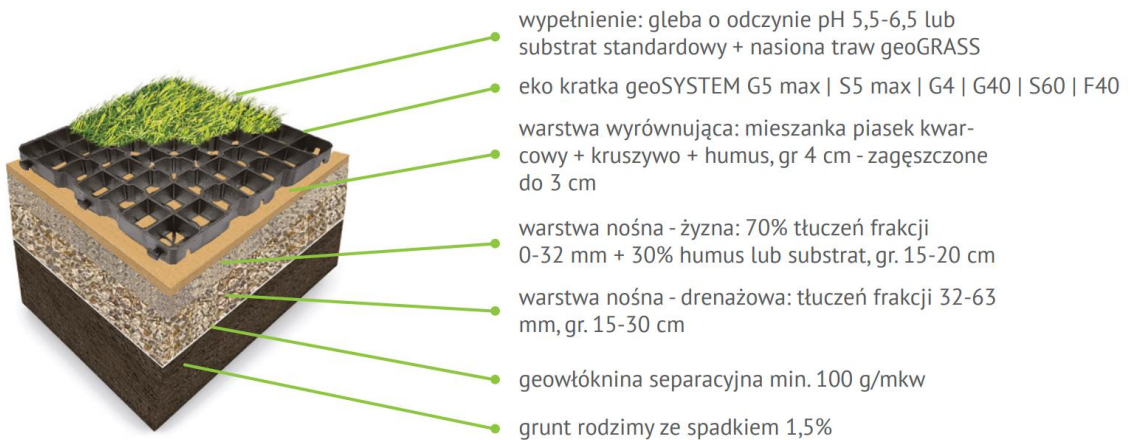 wypełnienie: gleba o odczynie pH 5,5-6,5 lub
substrat standardowy + nasiona traw geoGRASS
eko kratka geoSYSTEM G5 max | S5 max | G4 | G40 | S60 | F40
warstwa wyrównująca: mieszanka piasek kwar-
cowy + kruszywo + humus, gr 4 cm - zagęszczone
do 3 cm
warstwa nośna - żyzna: 70% tłuczeń frakcji
0-32 mm + 30% humus lub substrat, gr. 15-20 cm
warstwa nośna - drenażowa: tłuczeń frakcji 32-63
mm, gr. 15-30 cm
geowłóknina separacyjna min. 100 g/mkw
grunt rodzimy ze spadkiem 1,5%